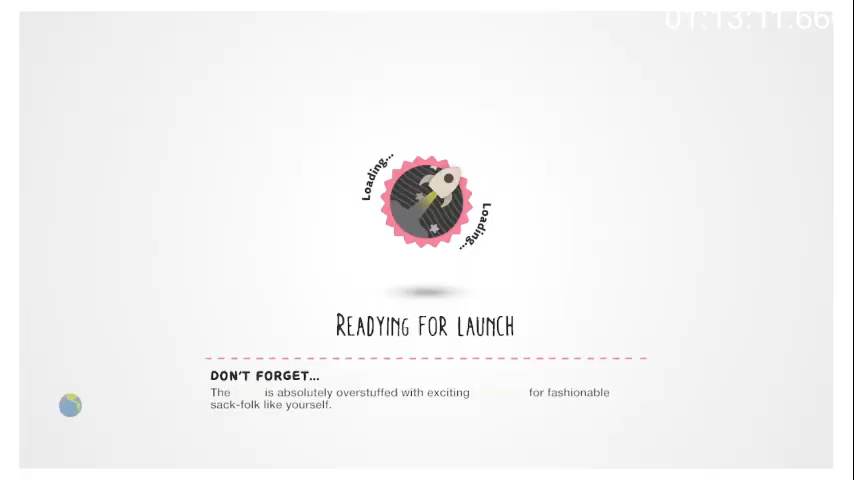 01:13:11.66
Loading...
Loading...
READYING FOR LAUNCH
DON'T FORGET...
The is absolutely overstuffed with exciting for fashionable
sack-folk like yourself.